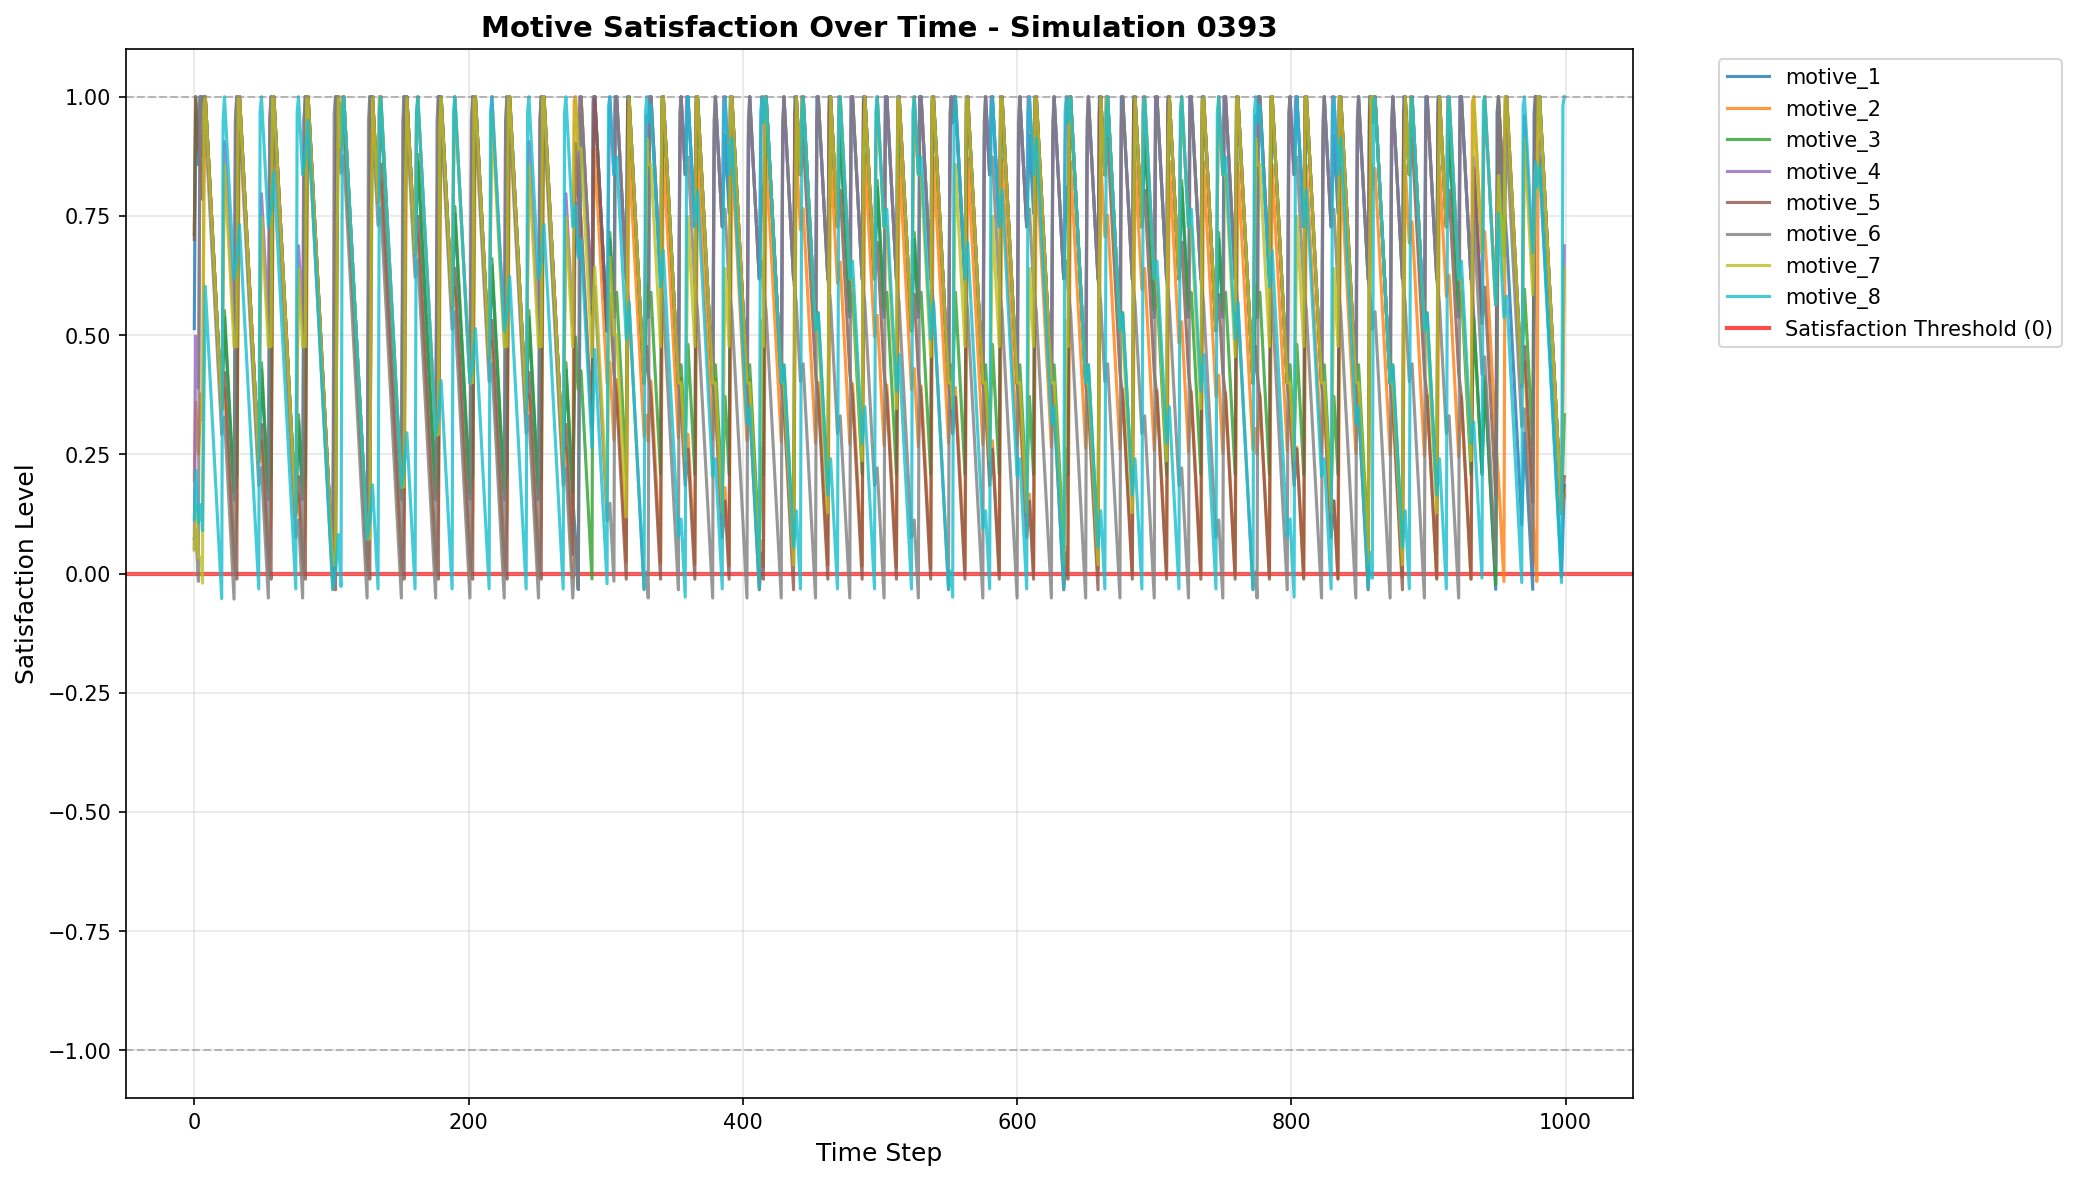 Motive Satisfaction Over Time - Simulation 0393
1.00
0.75
0.50
0.25
0.00
−0.25
−0.50
−0.75
−1.00
Satisfaction Level
0
200
400
600
800
1000
Time Step
motive_1
motive_2
motive_3
motive_4
motive_5
motive_6
motive_7
motive_8
Satisfaction Threshold (0)